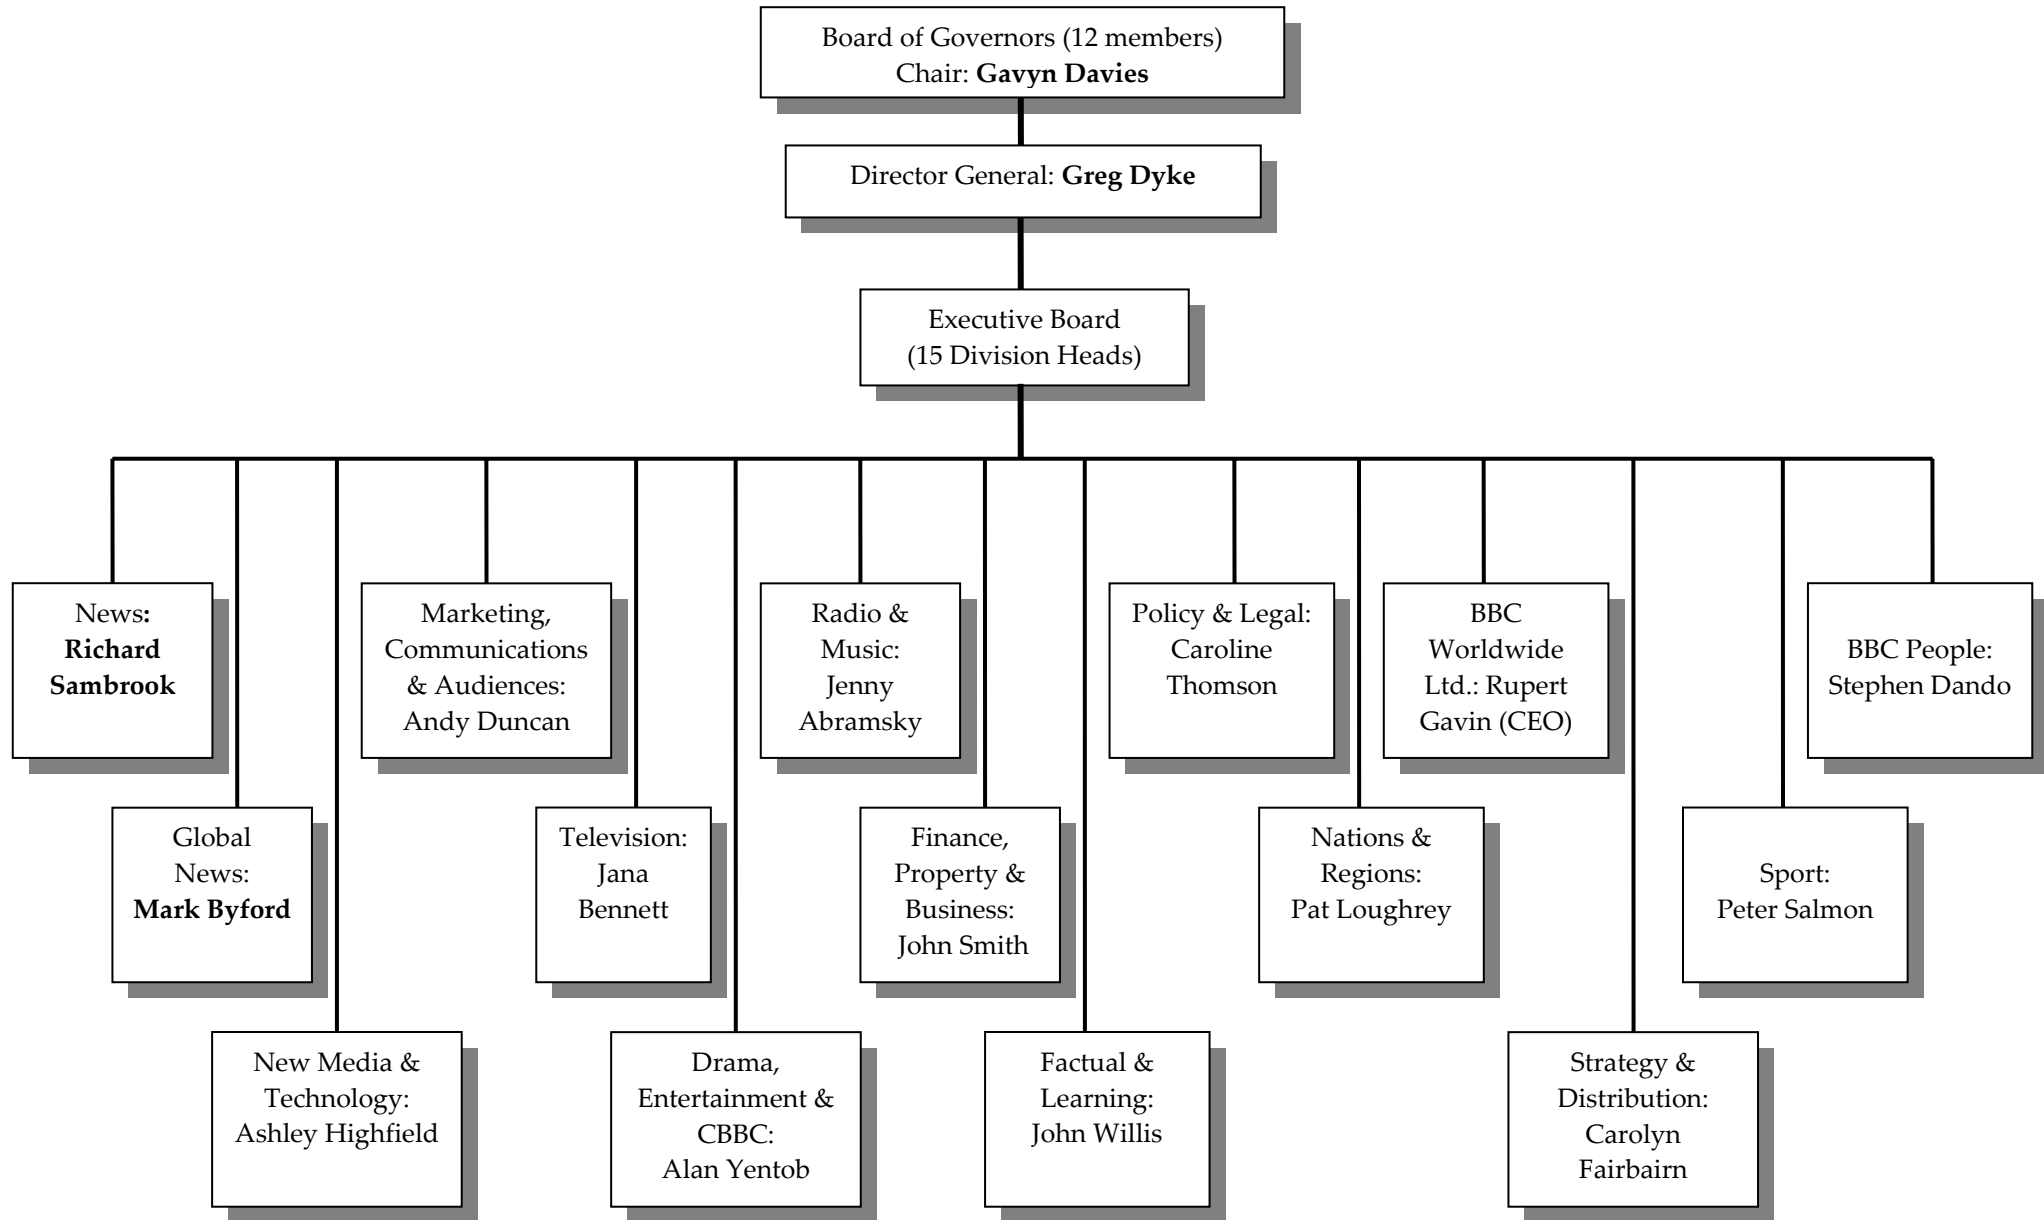 Board of Governors (12 members)
Chair: Gavyn Davies
Director General: Greg Dyke
Executive Board
(15 Division Heads)
News:
Richard
Sambrook
Marketing,
Communications
& Audiences:
Andy Duncan
Radio &
Music:
Jenny
Abramsky
Policy & Legal:
Caroline
Thomson
BBC
Worldwide
Ltd.: Rupert
Gavin (CEO)
BBC People:
Stephen Dando
Global
News:
Mark Byford
Television:
Jana
Bennett
Finance,
Property &
Business:
John Smith
Nations &
Regions:
Pat Loughrey
Sport:
Peter Salmon
New Media &
Technology:
Ashley Highfield
Drama,
Entertainment &
CBBC:
Alan Yentob
Factual &
Learning:
John Willis
Strategy &
Distribution:
Carolyn
Fairbairn